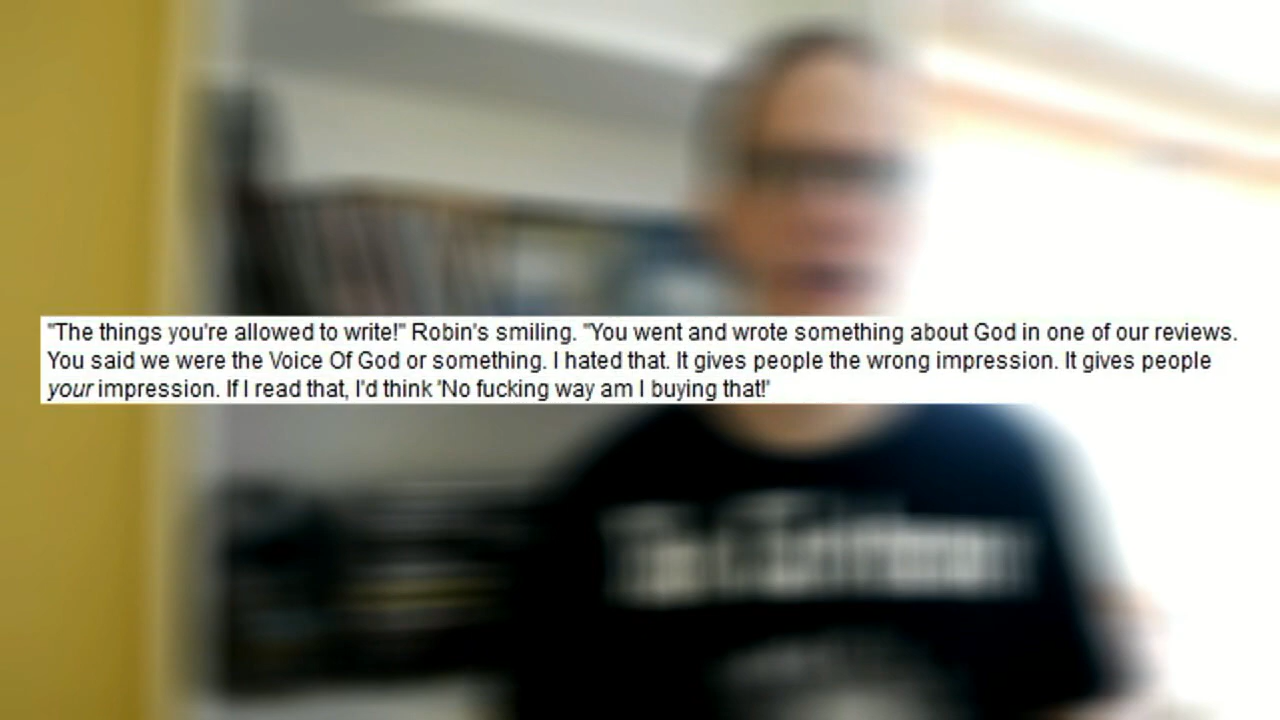 "The things you're allowed to write!" Robin's smiling. "You went and wrote something about God in one of our reviews.
You said we were the Voice Of God or something. I hated that. It gives people the wrong impression. It gives people
your impression. If I read that, I'd think 'No fucking way am I buying that!'